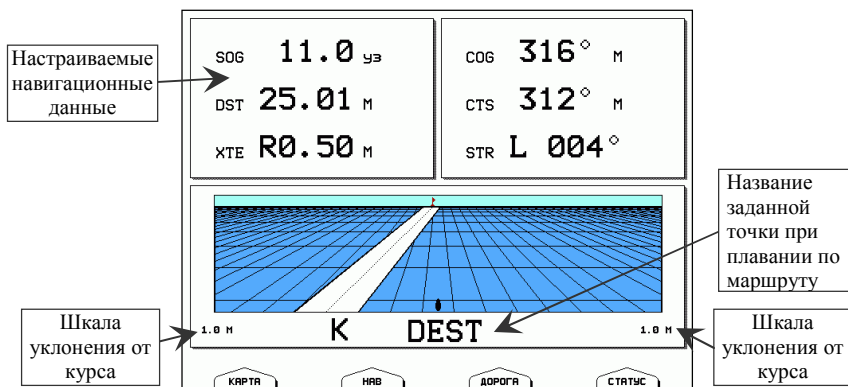 Настраиваемые
навигационные
данные
SOG 11.0 уз
DST 25.01 М
XTE R0.50 М
COG 316° М
CTS 312° М
STR L 004°
Название
заданной
точки при
плавании по
маршруту
Шкала
уклонения от
курса
1.0 М
К DEST
1.0 М
Шкала
уклонения от
курса
КАРТА
НАВ
ДОРОГА
СТАТУС